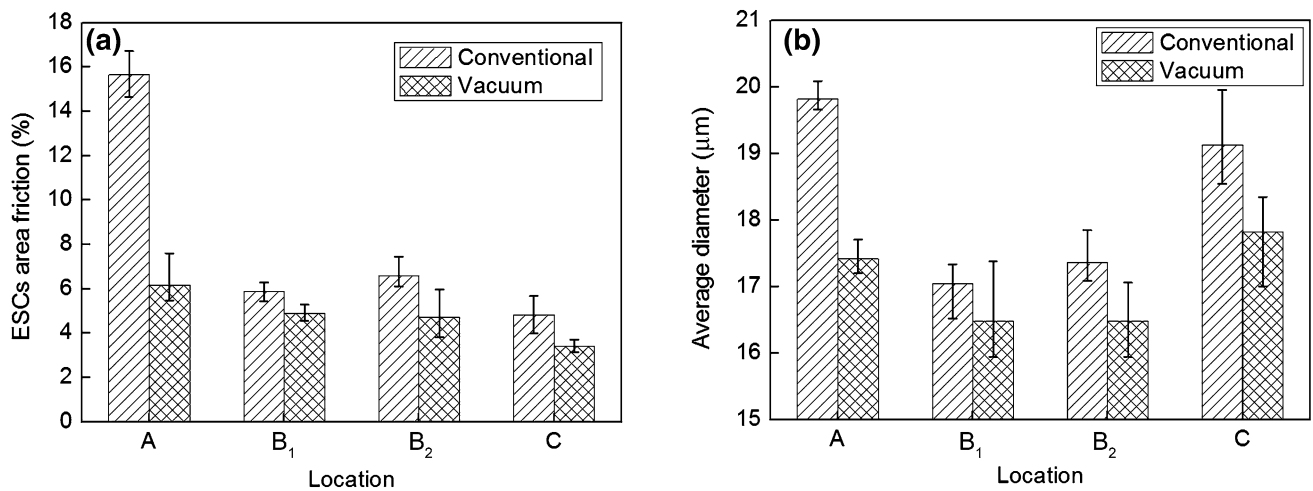 (a)
Conventional
Vacuum
ESCs area friction (%)
18
16
14
12
10
8
6
4
2
0
A B₁ B₂ C
Location
(b)
Conventional
Vacuum
Average diameter (μm)
21
20
19
18
17
16
15
A B₁ B₂ C
Location